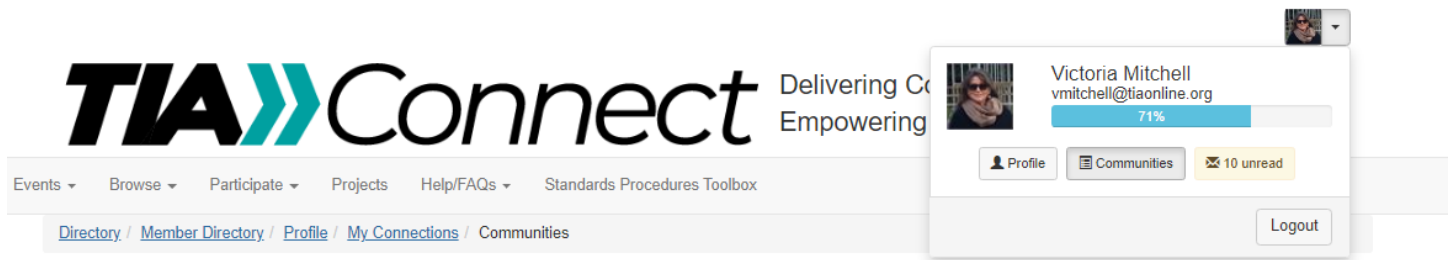 TIA Connect
Delivering Co
Empowering
Victoria Mitchell
vmitchell@tiaonline.org
71%
Profile Communities 10 unread
Logout
Events Browse Participate Projects Help/FAQs Standards Procedures Toolbox
Directory / Member Directory / Profile / My Connections / Communities